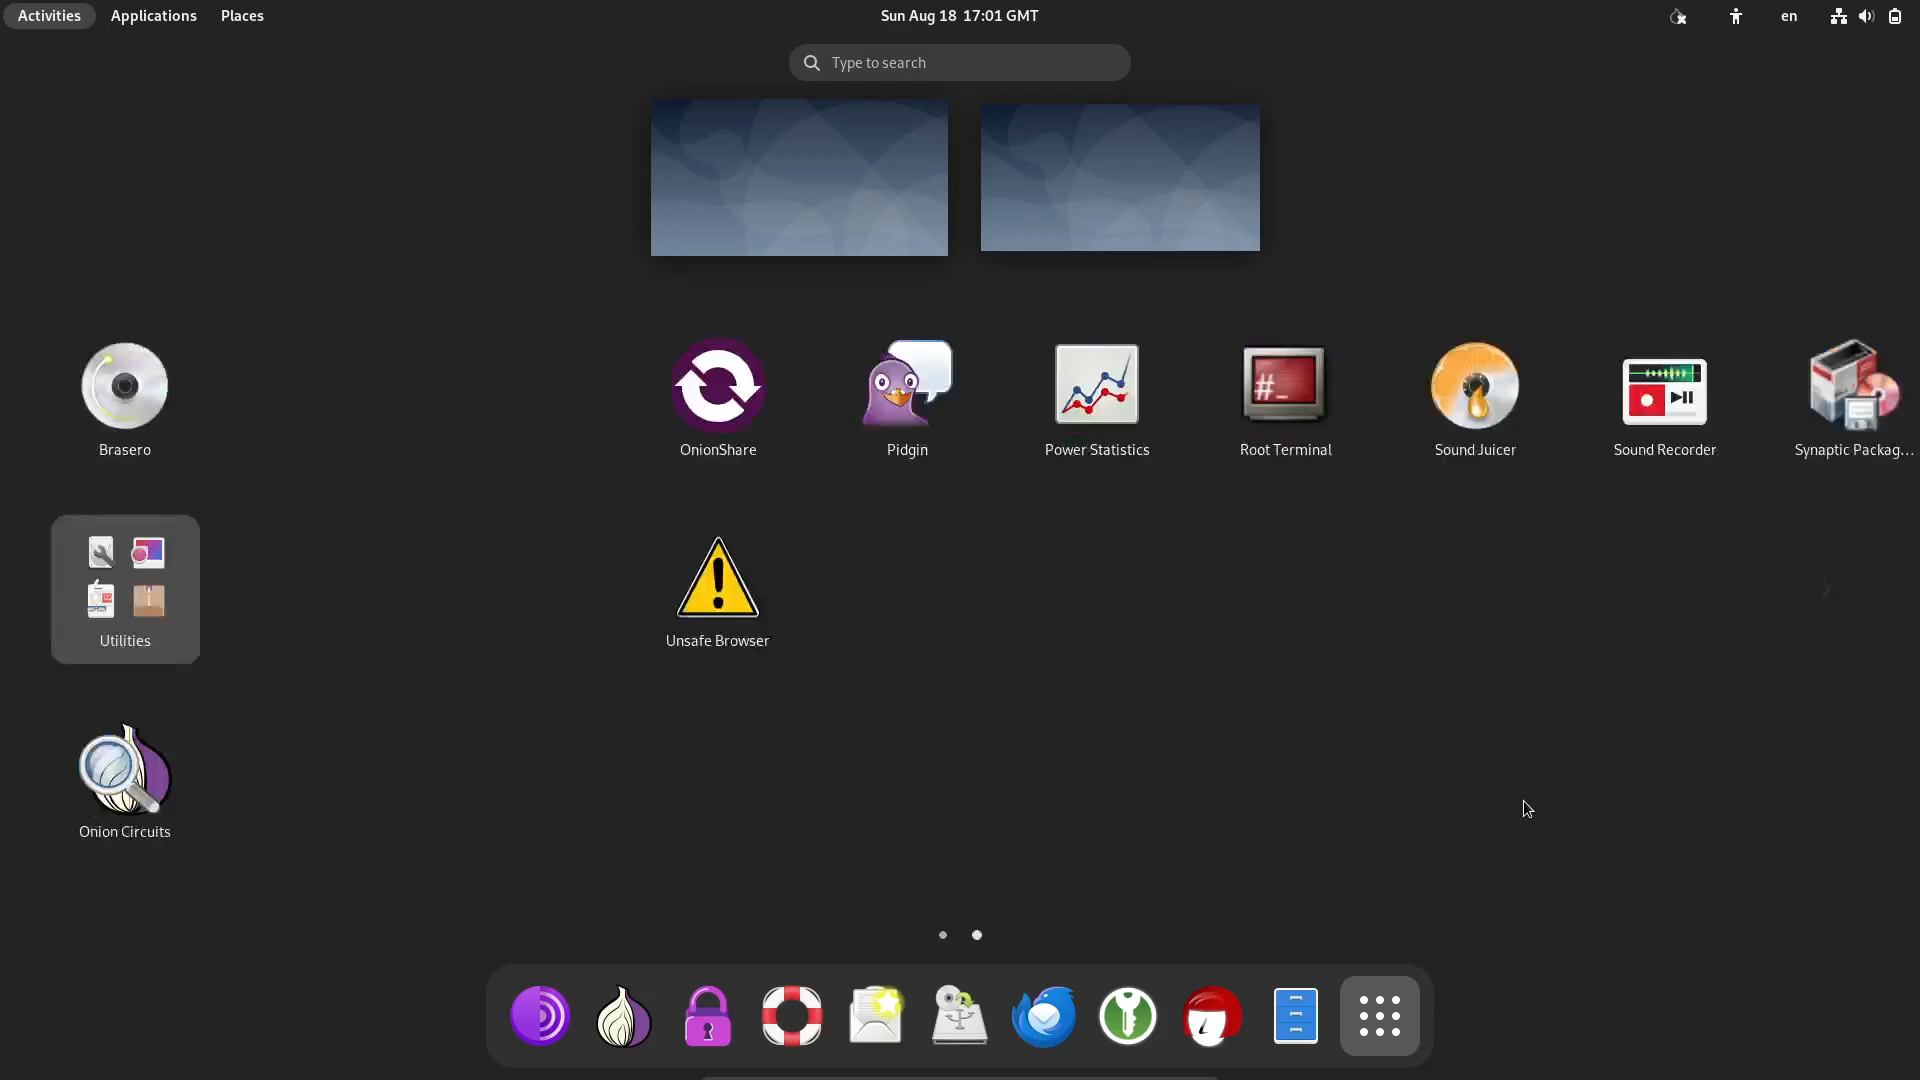 Activities Applications Places Sun Aug 18 17:01 GMT en
Type to search
Brasero OnionShare Pidgin Power Statistics Root Terminal Sound Juicer Sound Recorder Synaptic Packag…
#_
Utilities Unsafe Browser
Onion Circuits